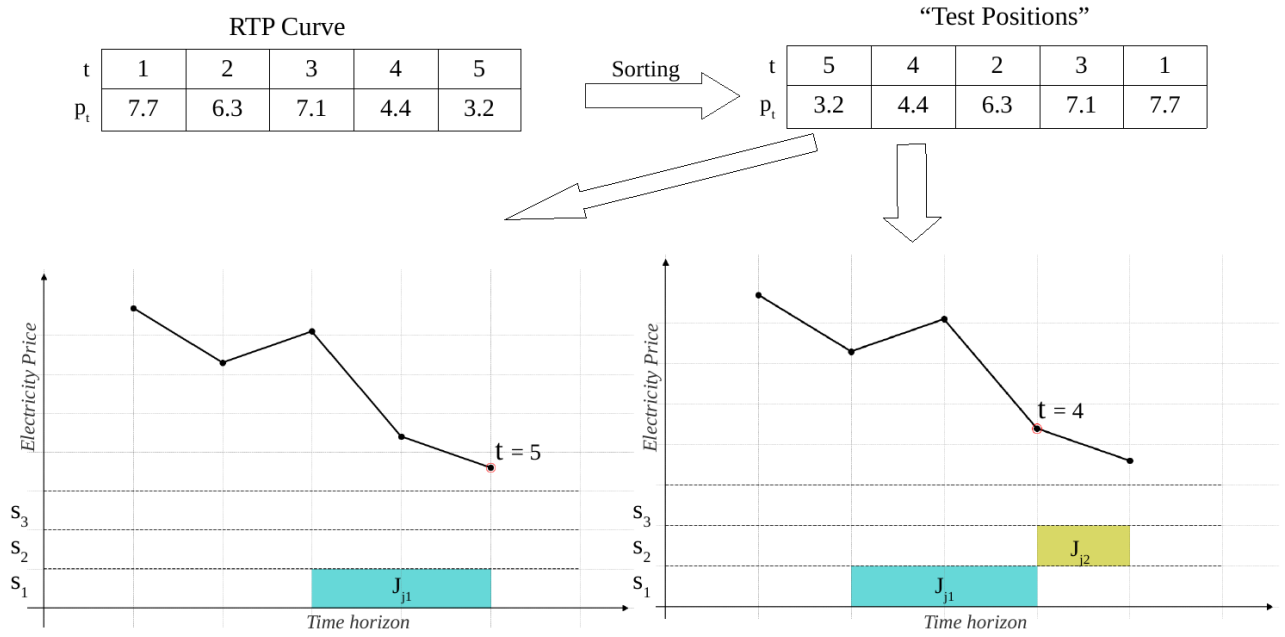 RTP Curve
t 1 2 3 4 5
pt 7.7 6.3 7.1 4.4 3.2
Sorting
“Test Positions”
t 5 4 2 3 1
pt 3.2 4.4 6.3 7.1 7.7
Electricity Price
t = 5
s3
s2
s1
Jj1
Time horizon
Electricity Price
t = 4
s3
s2
s1
Jj2
Jj1
Time horizon